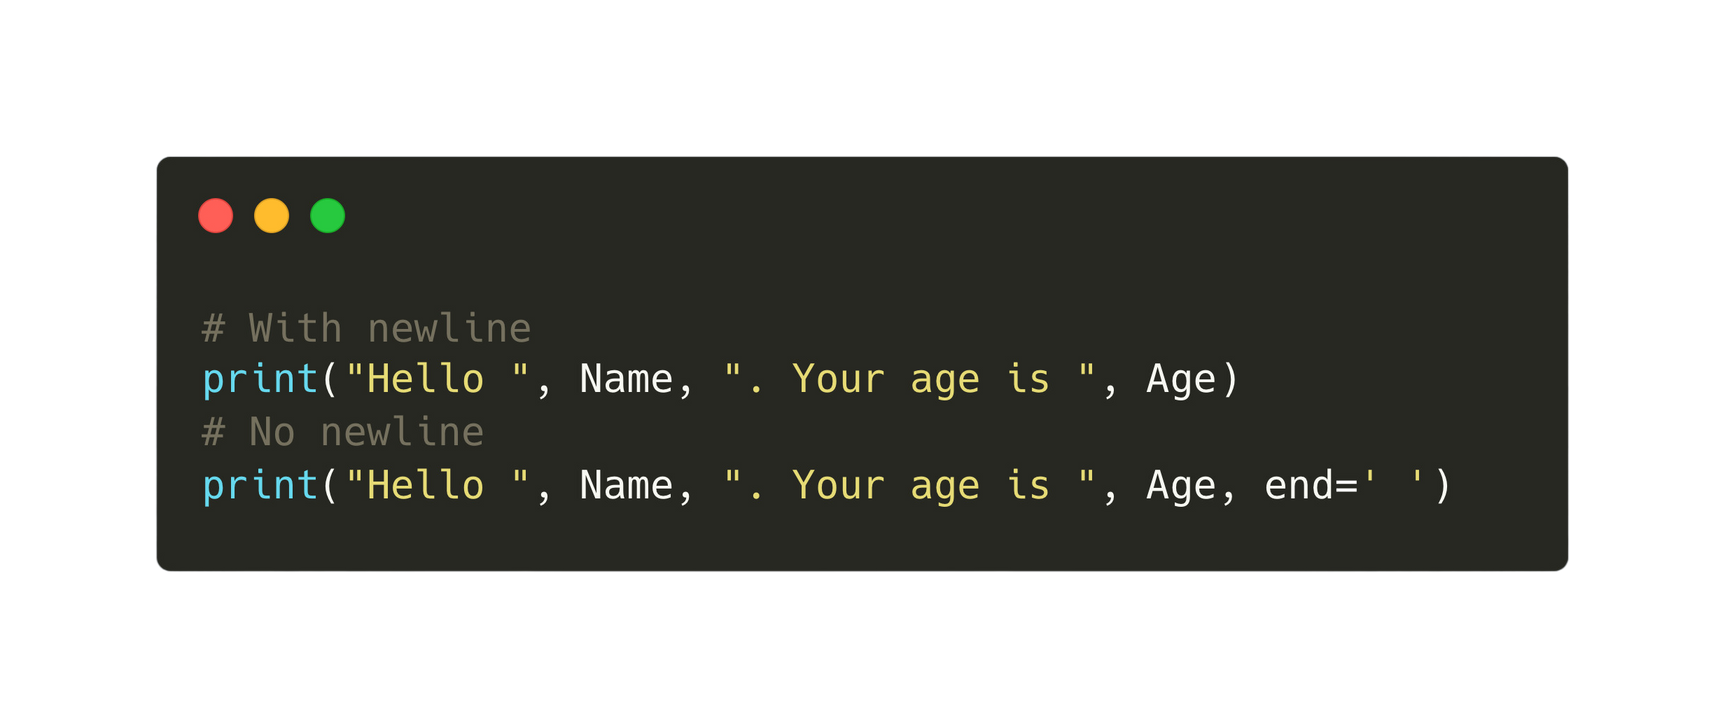 # With newline
print("Hello ", Name, ". Your age is ", Age)
# No newline
print("Hello ", Name, ". Your age is ", Age, end=' ')